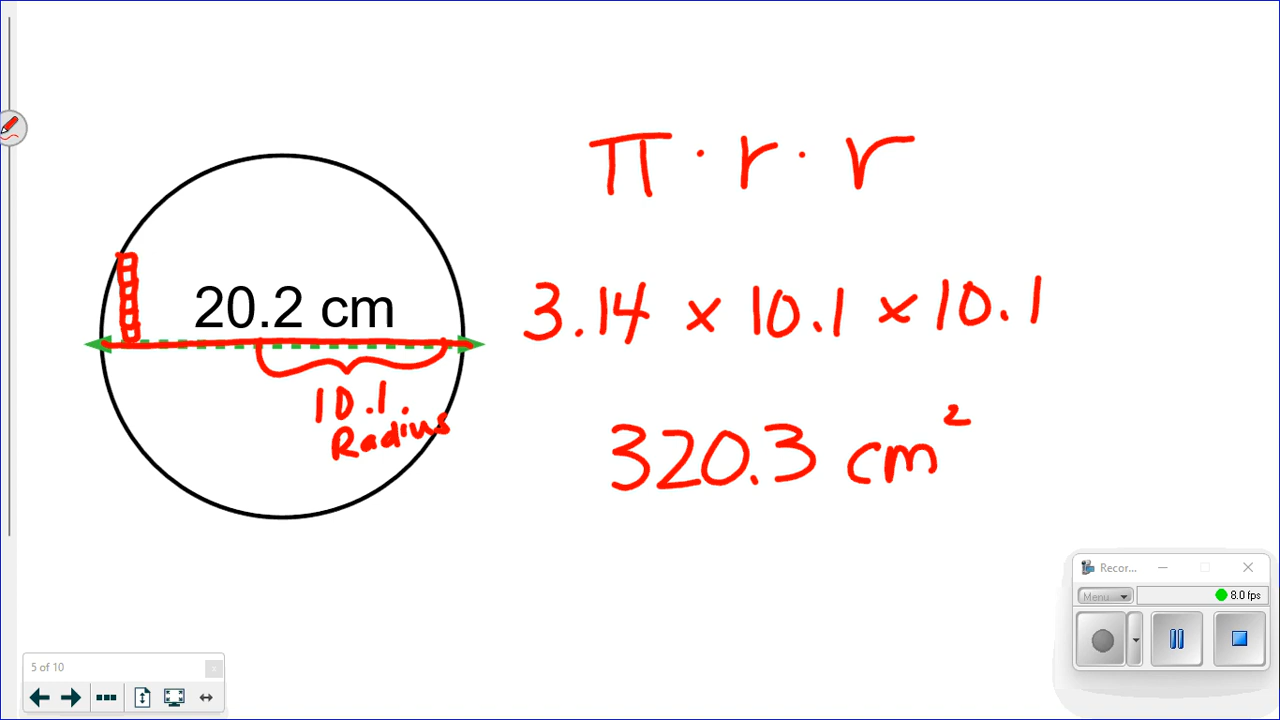 π · r · r
20.2 cm
3.14 x 10.1 x 10.1
10.1.
Radius
320.3 cm²
Recor...
Menu
8.0 fps
5 of 10